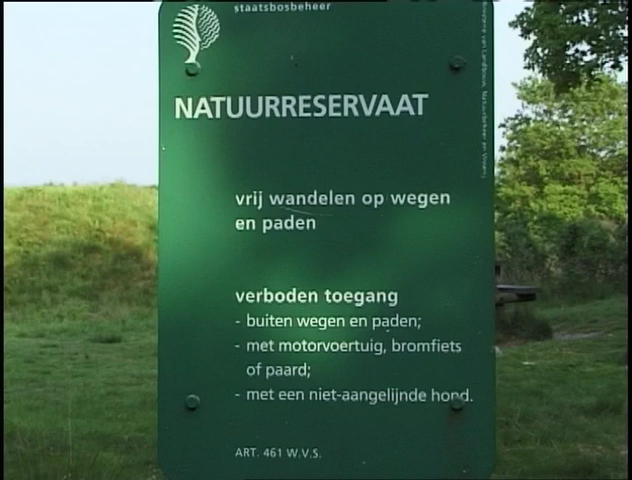 staatsbosbeheer
NATUURRESERVAAT
vrij wandelen op wegen
en paden
verboden toegang
- buiten wegen en paden;
- met motorvoertuig, bromfiets
of paard;
- met een niet-aangelijnde hond.
ART. 461 W.V.S.